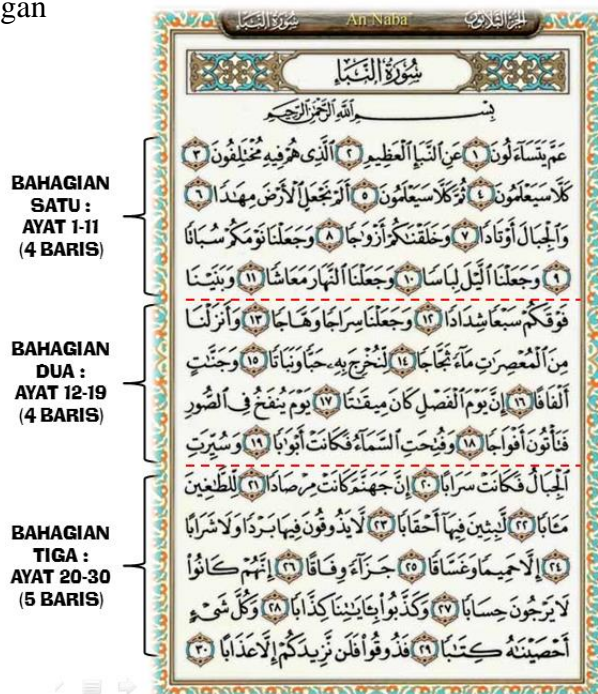 gan
سُورَةُ النَّبَإِ
An Naba
الجزء الثلاثون
سُورَةُ النَّبَإِ
بِسْمِ ٱللَّهِ ٱلرَّحْمَٰنِ ٱلرَّحِيمِ
عَمَّ يَتَسَآءَلُونَ ١ عَنِ ٱلنَّبَإِ ٱلْعَظِيمِ ٢ ٱلَّذِى هُمْ فِيهِ مُخْتَلِفُونَ ٣
كَلَّا سَيَعْلَمُونَ ٤ ثُمَّ كَلَّا سَيَعْلَمُونَ ٥ أَلَمْ نَجْعَلِ ٱلْأَرْضَ مِهَٰدًا ٦
وَٱلْجِبَالَ أَوْتَادًا ٧ وَخَلَقْنَٰكُمْ أَزْوَٰجًا ٨ وَجَعَلْنَا نَوْمَكُمْ سُبَاتًا
٩ وَجَعَلْنَا ٱلَّيْلَ لِبَاسًا ١٠ وَجَعَلْنَا ٱلنَّهَارَ مَعَاشًا ١١ وَبَنَيْنَا
BAHAGIAN
SATU :
AYAT 1-11
(4 BARIS)
فَوْقَكُمْ سَبْعًا شِدَادًا ١٢ وَجَعَلْنَا سِرَاجًا وَهَّاجًا ١٣ وَأَنزَلْنَا
مِنَ ٱلْمُعْصِرَٰتِ مَآءً ثَجَّاجًا ١٤ لِّنُخْرِجَ بِهِۦ حَبًّا وَنَبَاتًا ١٥ وَجَنَّٰتٍ
أَلْفَافًا ١٦ إِنَّ يَوْمَ ٱلْفَصْلِ كَانَ مِيقَٰتًا ١٧ يَوْمَ يُنفَخُ فِى ٱلصُّورِ
فَتَأْتُونَ أَفْوَاجًا ١٨ وَفُتِحَتِ ٱلسَّمَآءُ فَكَانَتْ أَبْوَٰبًا ١٩ وَسُيِّرَتِ
BAHAGIAN
DUA :
AYAT 12-19
(4 BARIS)
ٱلْجِبَالُ فَكَانَتْ سَرَابًا ٢٠ إِنَّ جَهَنَّمَ كَانَتْ مِرْصَادًا ٢١ لِّلطَّٰغِينَ
مَـَٔابًا ٢٢ لَّٰبِثِينَ فِيهَآ أَحْقَابًا ٢٣ لَّا يَذُوقُونَ فِيهَا بَرْدًا وَلَا شَرَابًا
٢٤ إِلَّا حَمِيمًا وَغَسَّاقًا ٢٥ جَزَآءً وِفَاقًا ٢٦ إِنَّهُمْ كَانُوا۟
لَا يَرْجُونَ حِسَابًا ٢٧ وَكَذَّبُوا۟ بِـَٔايَٰتِنَا كِذَّابًا ٢٨ وَكُلَّ شَىْءٍ
أَحْصَيْنَٰهُ كِتَٰبًا ٢٩ فَذُوقُوا۟ فَلَن نَّزِيدَكُمْ إِلَّا عَذَابًا ٣٠
BAHAGIAN
TIGA :
AYAT 20-30
(5 BARIS)